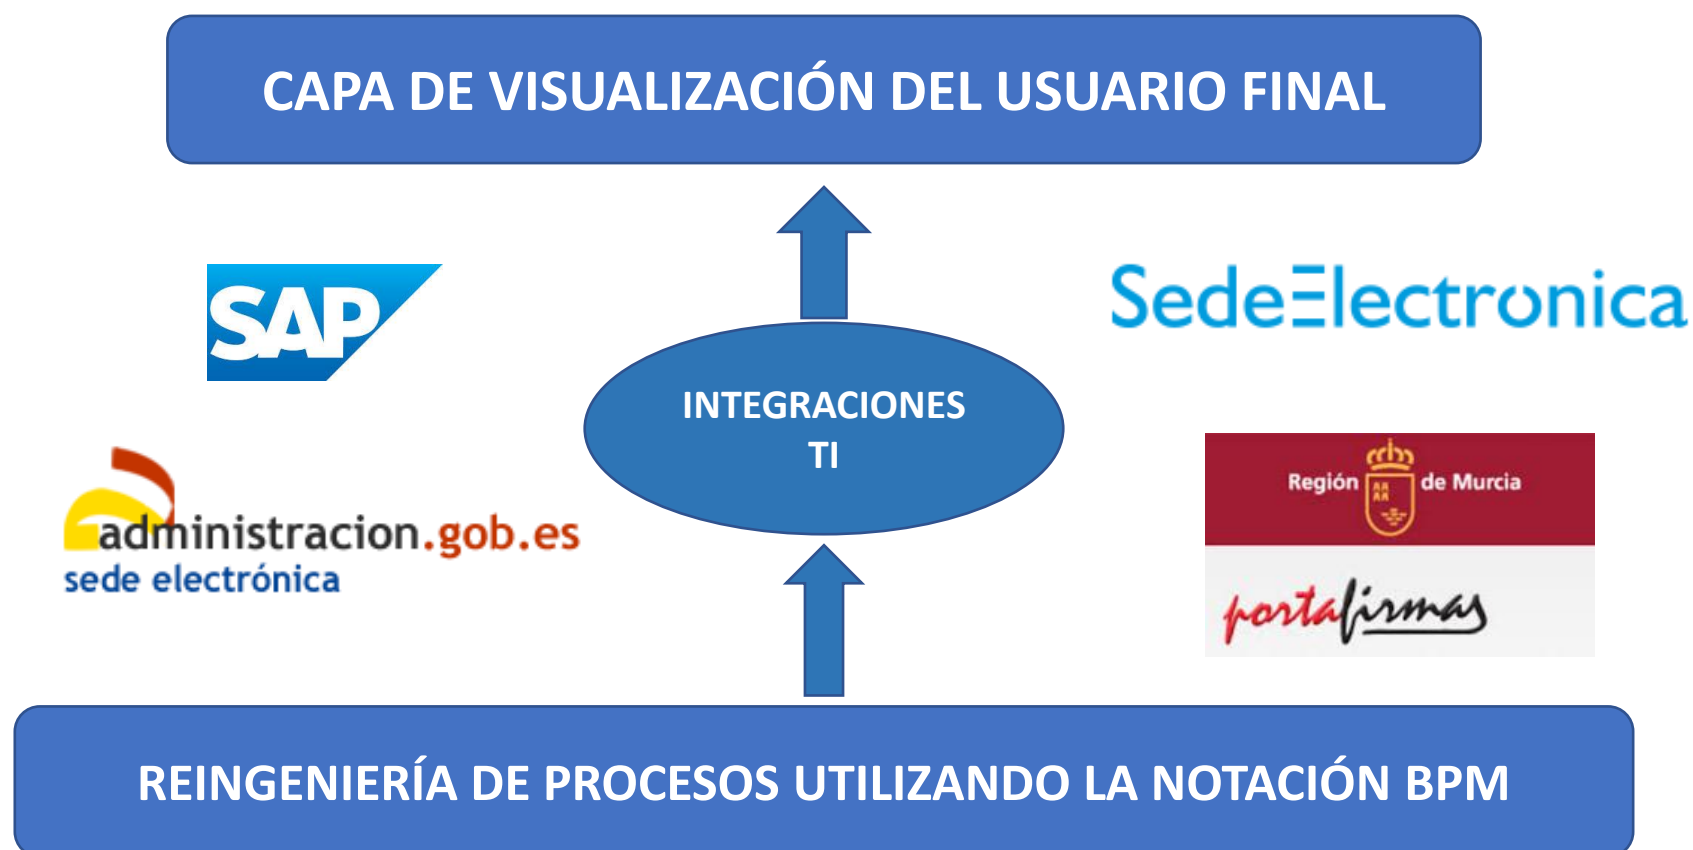 CAPA DE VISUALIZACIÓN DEL USUARIO FINAL
SAP
SedeElectronica
INTEGRACIONES
TI
administracion.gob.es
sede electrónica
Región de Murcia
portafirmas
REINGENIERÍA DE PROCESOS UTILIZANDO LA NOTACIÓN BPM